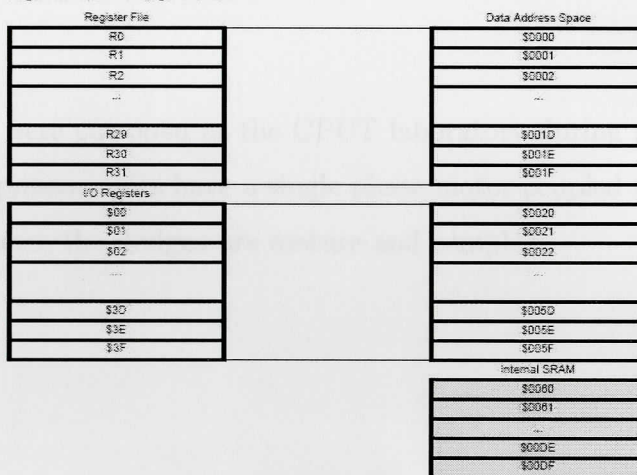 Register File Data Address Space
R0 $0000
R1 $0001
R2 $0002
... ...
R29 $001D
R30 $001E
R31 $001F
I/O Registers
$00 $0020
$01 $0021
$02 $0022
... ...
$3D $005D
$3E $005E
$3F $005F
Internal SRAM
$0060
$0061
...
$00DE
$00DF